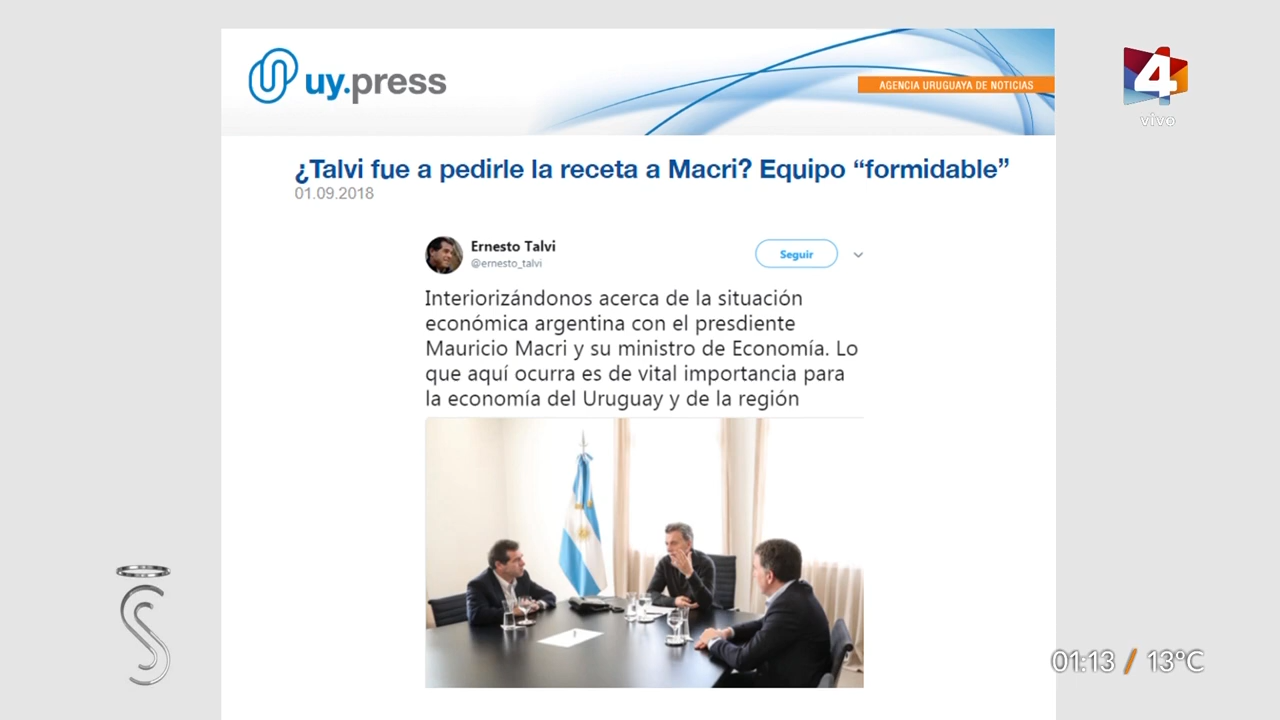 uy.press
AGENCIA URUGUAYA DE NOTICIAS
4
vivo
¿Talvi fue a pedirle la receta a Macri? Equipo “formidable”
01.09.2018
Ernesto Talvi
@ernesto_talvi
Seguir
Interiorizándonos acerca de la situación
económica argentina con el presdiente
Mauricio Macri y su ministro de Economía. Lo
que aquí ocurra es de vital importancia para
la economía del Uruguay y de la región
S
01:13 / 13°C